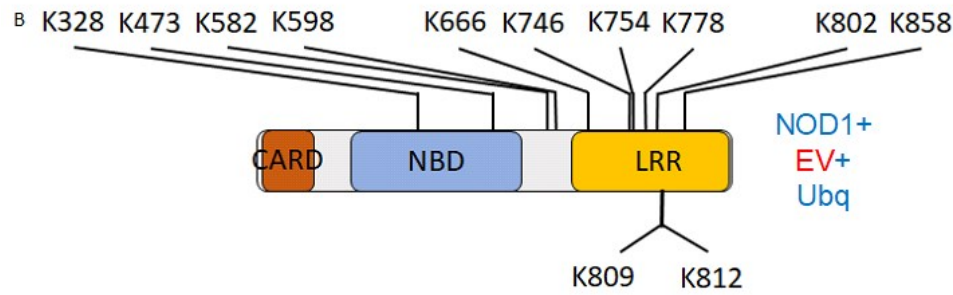 B K328 K473 K582 K598 K666 K746 K754 K778 K802 K858
CARD NBD LRR
NOD1+
EV+
Ubq
K809 K812